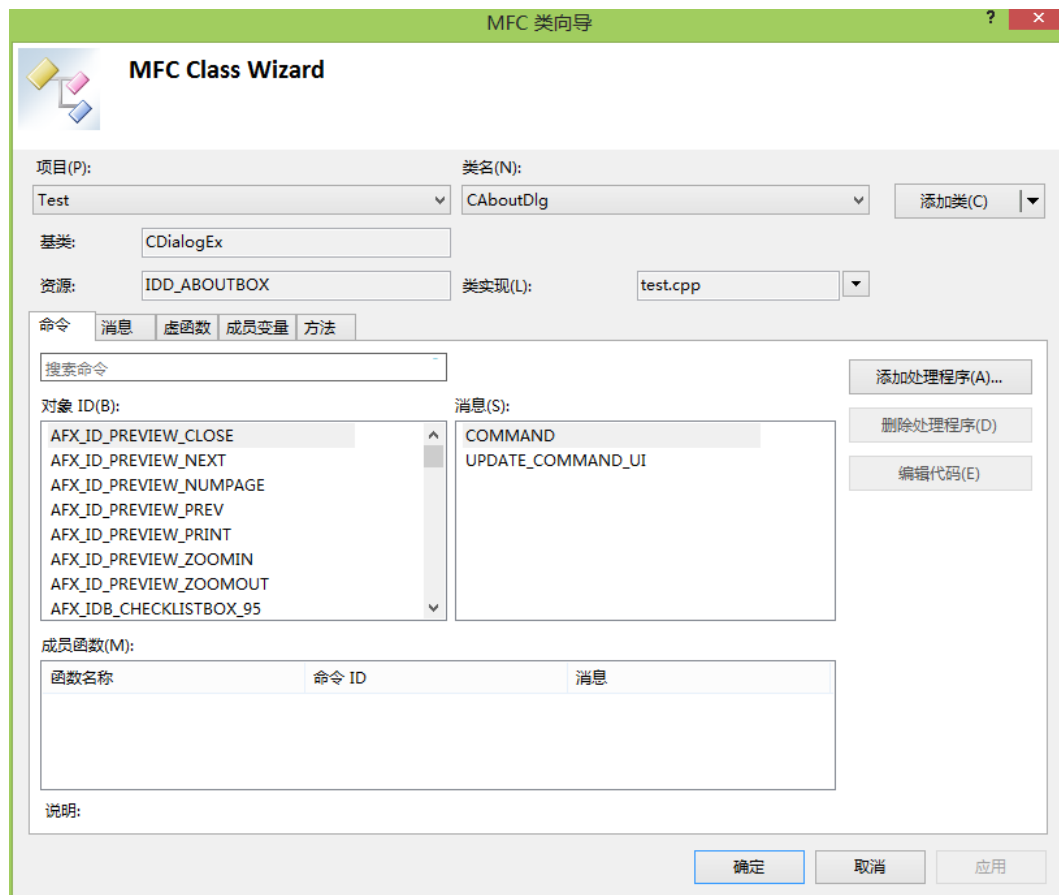 MFC 类向导
?
MFC Class Wizard
项目(P):
类名(N):
Test
CAboutDlg
添加类(C)
基类:
CDialogEx
资源:
IDD_ABOUTBOX
类实现(L):
test.cpp
命令 消息 虚函数 成员变量 方法
搜索命令
添加处理程序(A)...
对象 ID(B):
消息(S):
删除处理程序(D)
编辑代码(E)
AFX_ID_PREVIEW_CLOSE
AFX_ID_PREVIEW_NEXT
AFX_ID_PREVIEW_NUMPAGE
AFX_ID_PREVIEW_PREV
AFX_ID_PREVIEW_PRINT
AFX_ID_PREVIEW_ZOOMIN
AFX_ID_PREVIEW_ZOOMOUT
AFX_IDB_CHECKLISTBOX_95
COMMAND
UPDATE_COMMAND_UI
成员函数(M):
函数名称 命令 ID 消息
说明:
确定 取消 应用